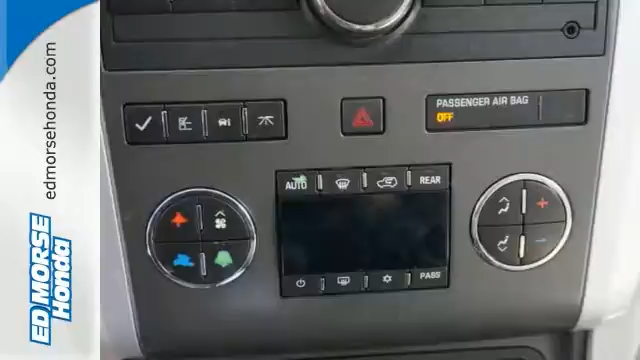 edmorsehonda.com
ED MORSE
Honda
PASSENGER AIR BAG
OFF
AUTO
REAR
PASS